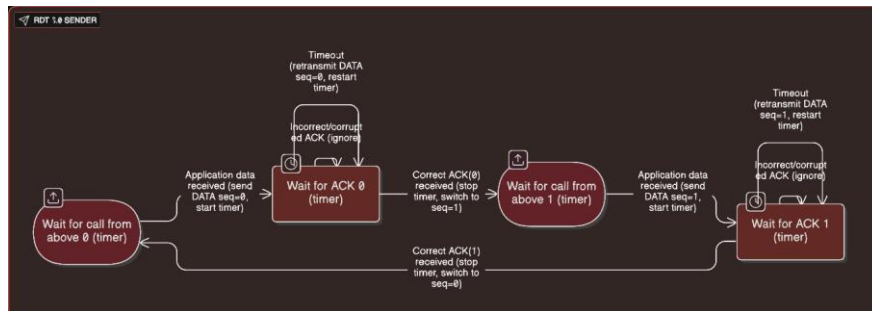 RDT 3.0 SENDER
Timeout
(retransmit DATA
seq=0, restart
timer)
Incorrect/corrupt
ed ACK (ignore)
Wait for ACK 0
(timer)
Application data
received (send
DATA seq=0,
start timer)
Wait for call from
above 0 (timer)
Correct ACK(0)
received (stop
timer, switch to
seq=1)
Wait for call from
above 1 (timer)
Application data
received (send
DATA seq=1,
start timer)
Timeout
(retransmit DATA
seq=1, restart
timer)
Incorrect/corrupt
ed ACK (ignore)
Wait for ACK 1
(timer)
Correct ACK(1)
received (stop
timer, switch to
seq=0)